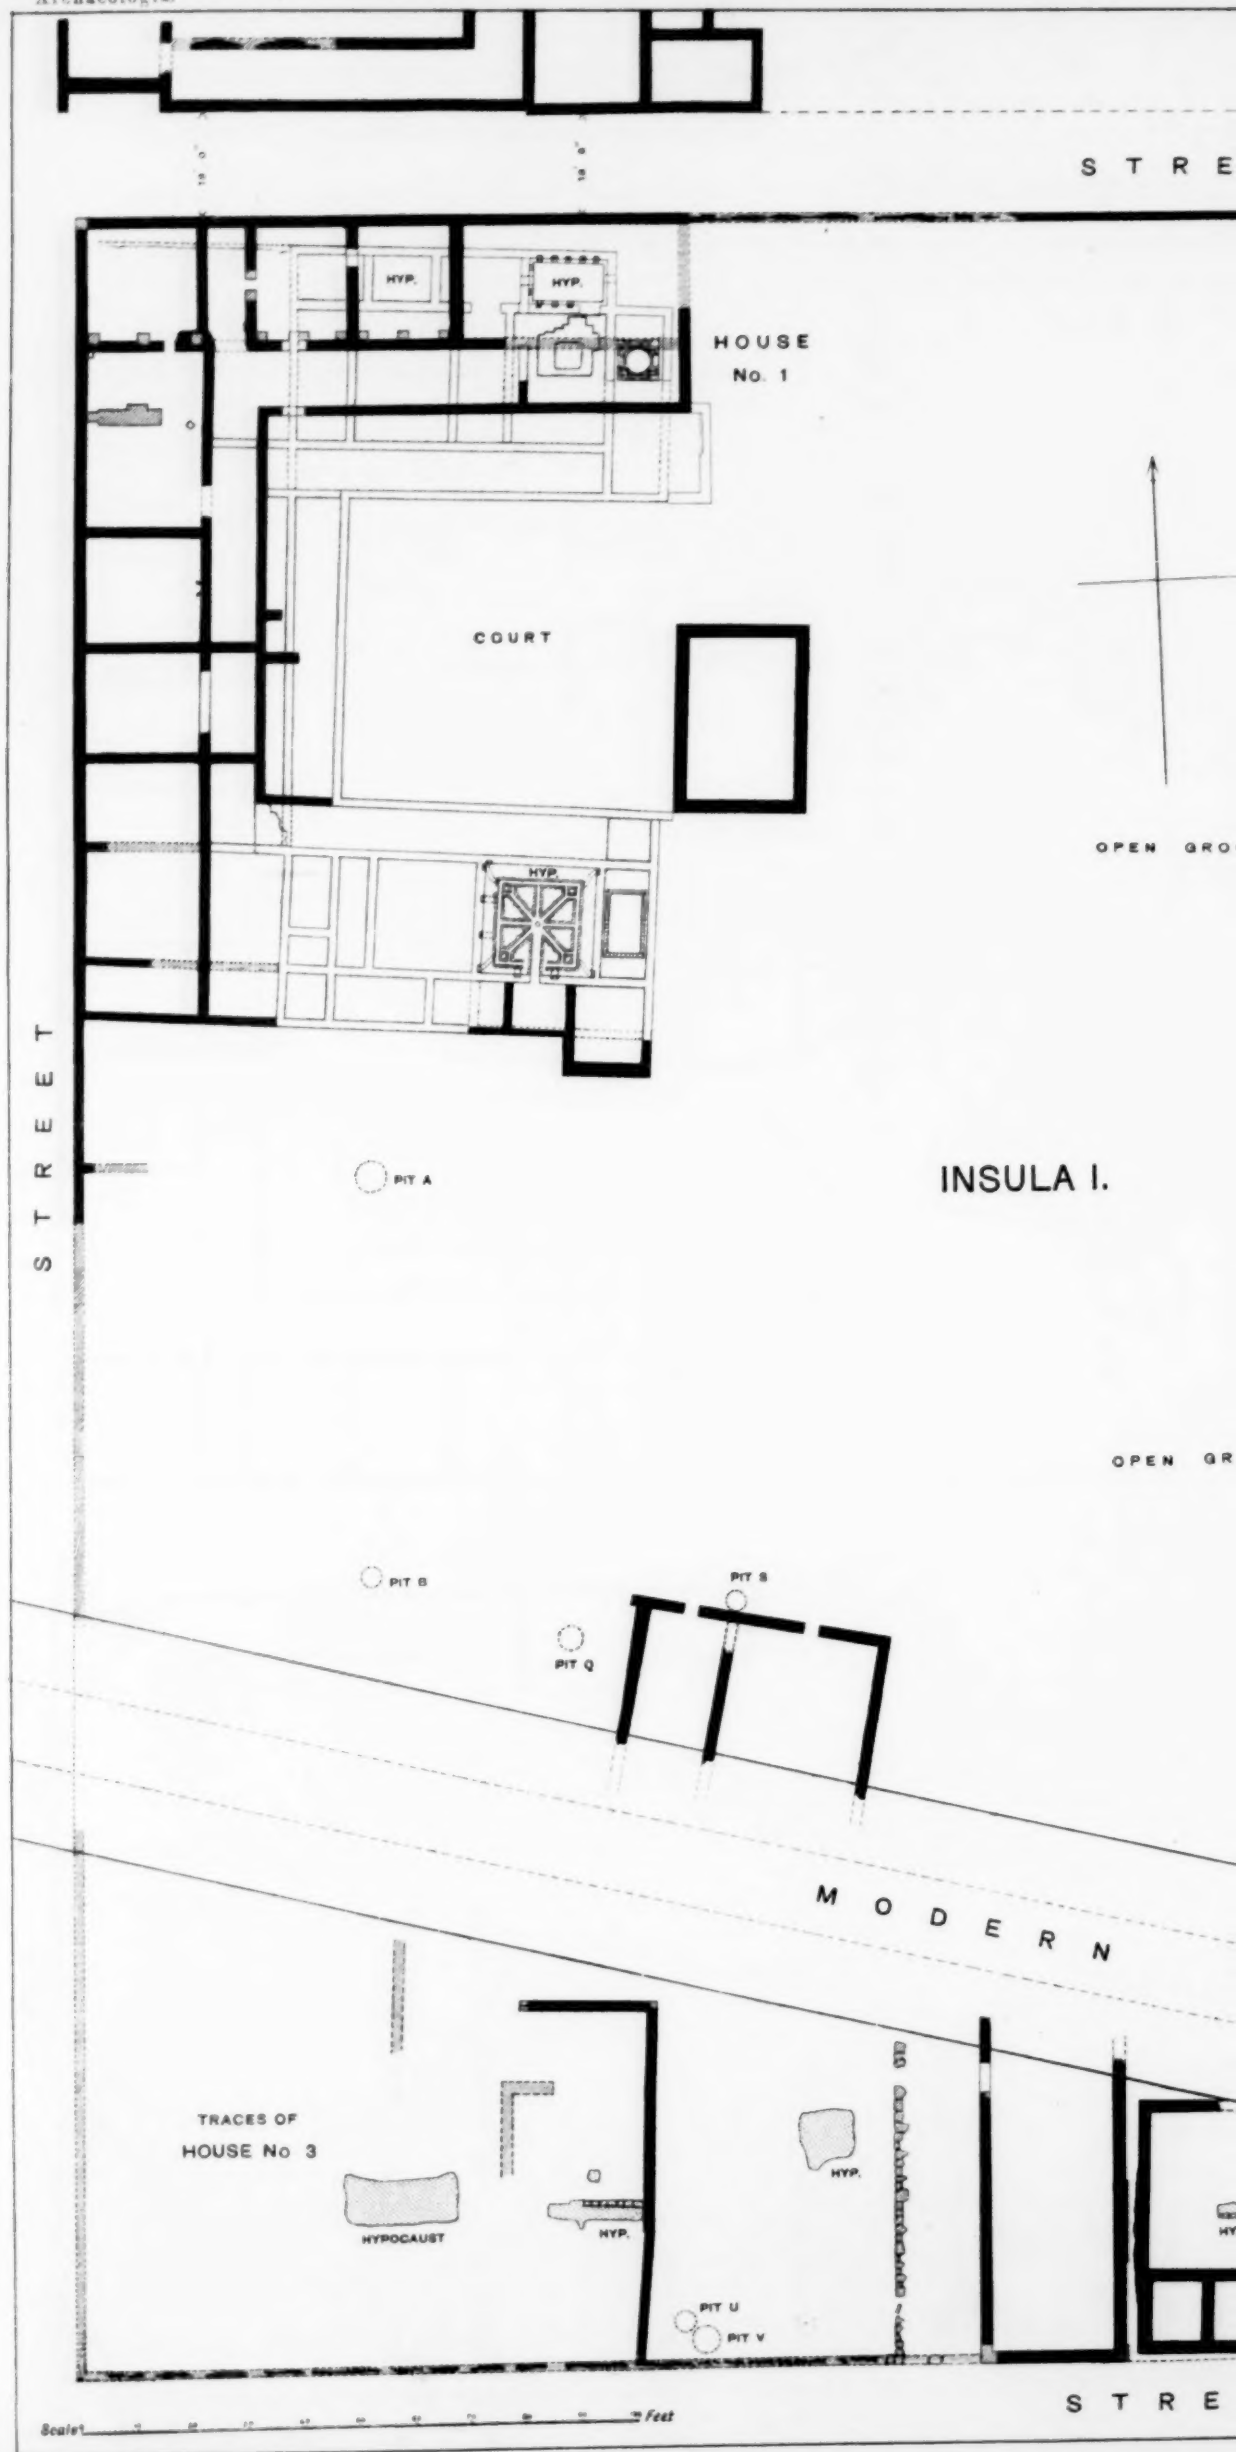 STRE
HYP.
HYP.
HOUSE
No. 1
COURT
OPEN GRO
HYP.
STREET
PIT A
INSULA I.
OPEN GR
PIT B
PIT S
PIT Q
MODERN
TRACES OF
HOUSE No 3
HYP.
HY
HYPOCAUST
HYP.
PIT U
PIT V
STRE
Scale
Feet